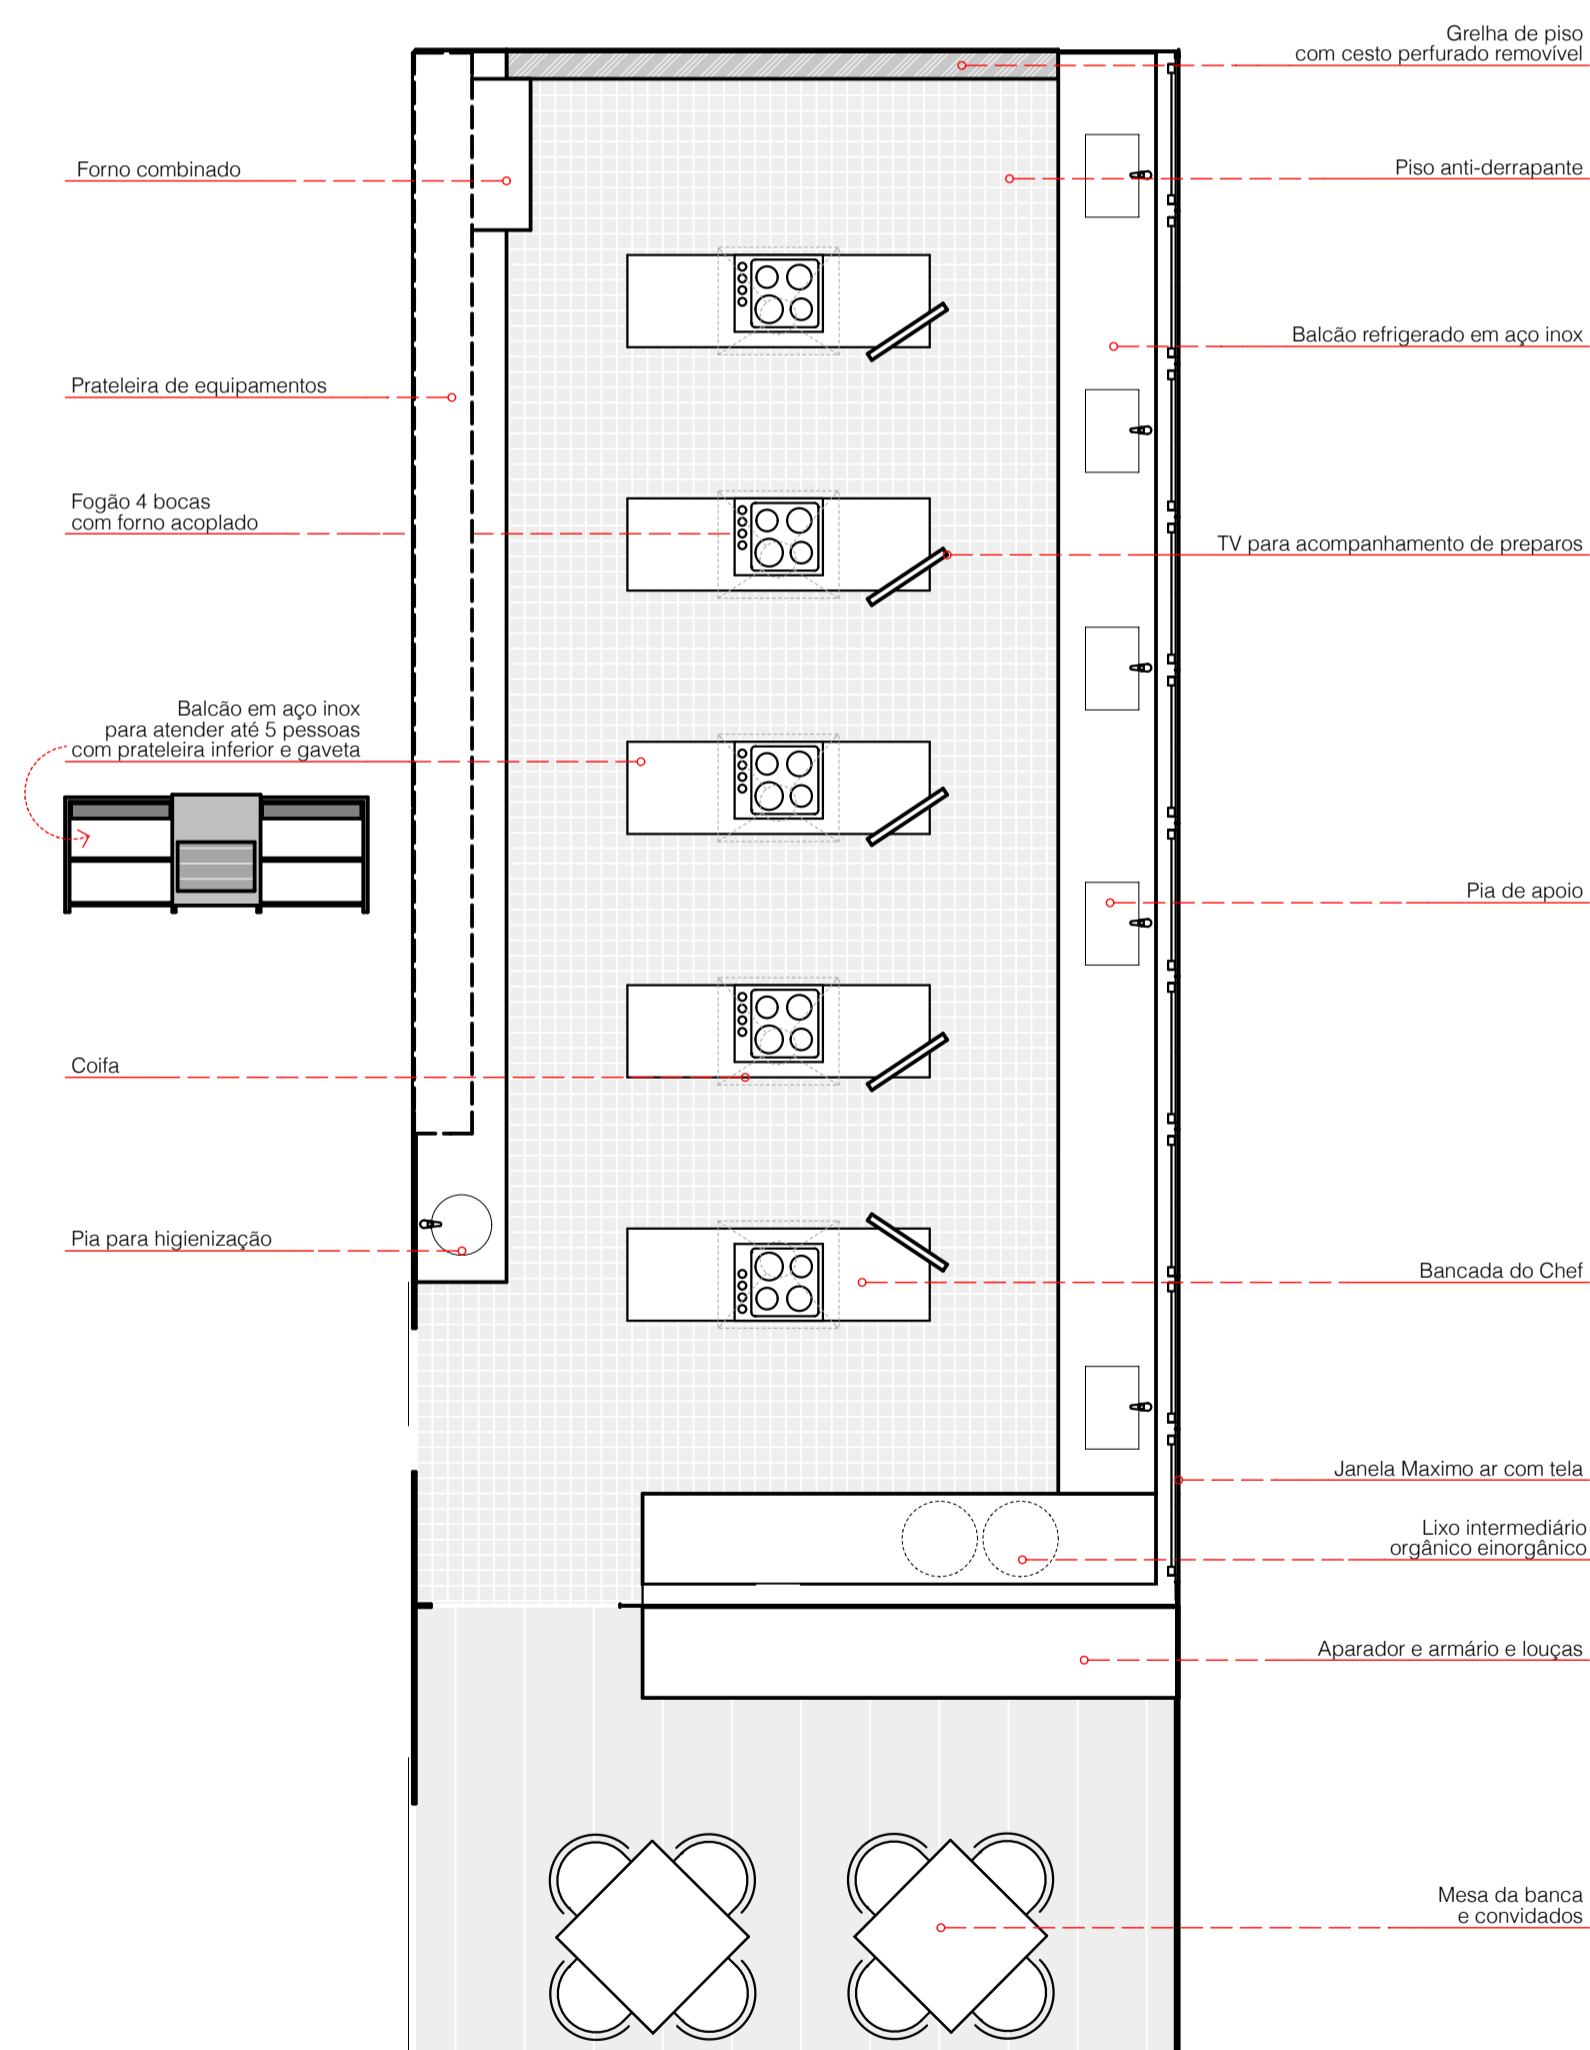 Grelha de piso
com cesto perfurado removível
Forno combinado
Piso anti-derrapante
Balcão refrigerado em aço inox
Prateleira de equipamentos
Fogão 4 bocas
com forno acoplado
TV para acompanhamento de preparos
Balcão em aço inox
para atender até 5 pessoas
com prateleira inferior e gaveta
Pia de apoio
Coifa
Pia para higienização
Bancada do Chef
Janela Maximo ar com tela
Lixo intermediário
orgânico einorgânico
Aparador e armário e louças
Mesa da banca
e convidados